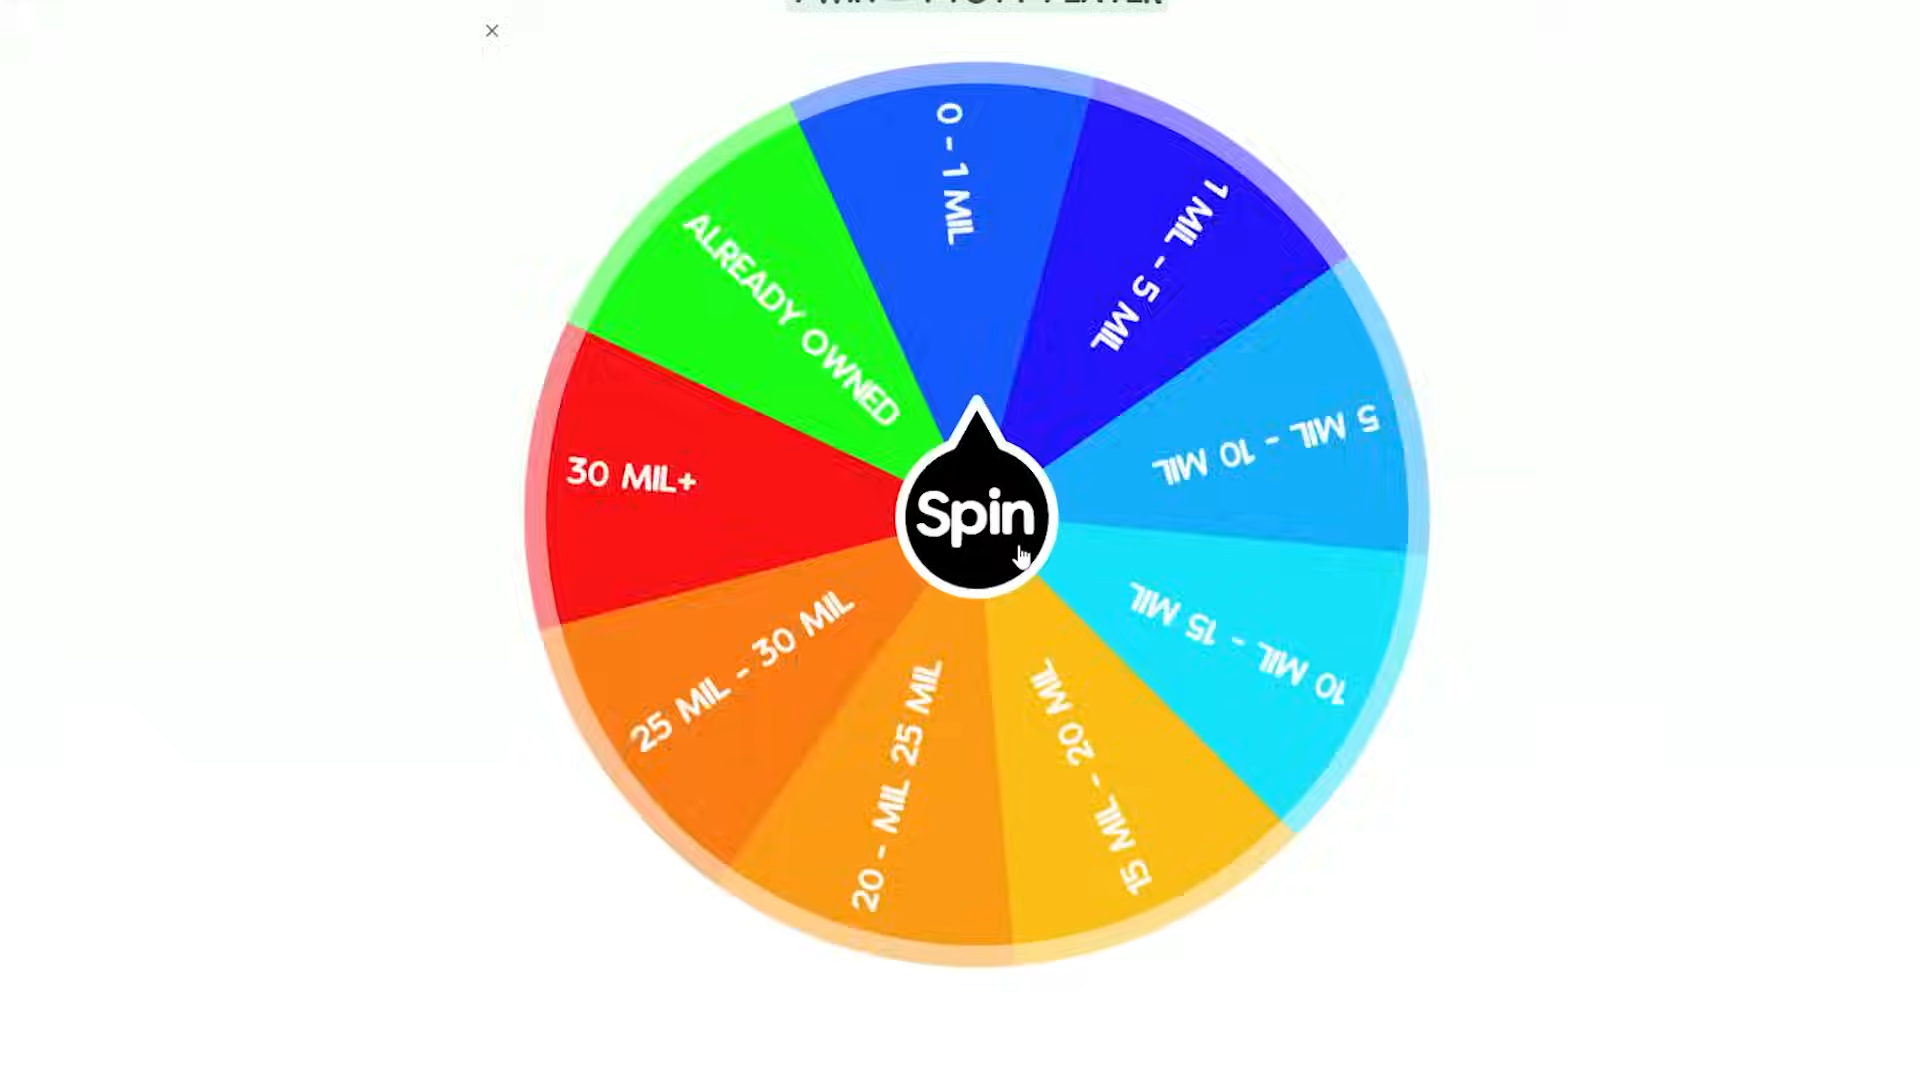 0 - 1 MIL
1 MIL - 5 MIL
5 MIL - 10 MIL
10 MIL - 15 MIL
15 MIL - 20 MIL
20 - MIL 25 MIL
25 MIL - 30 MIL
30 MIL+
ALREADY OWNED
Spin